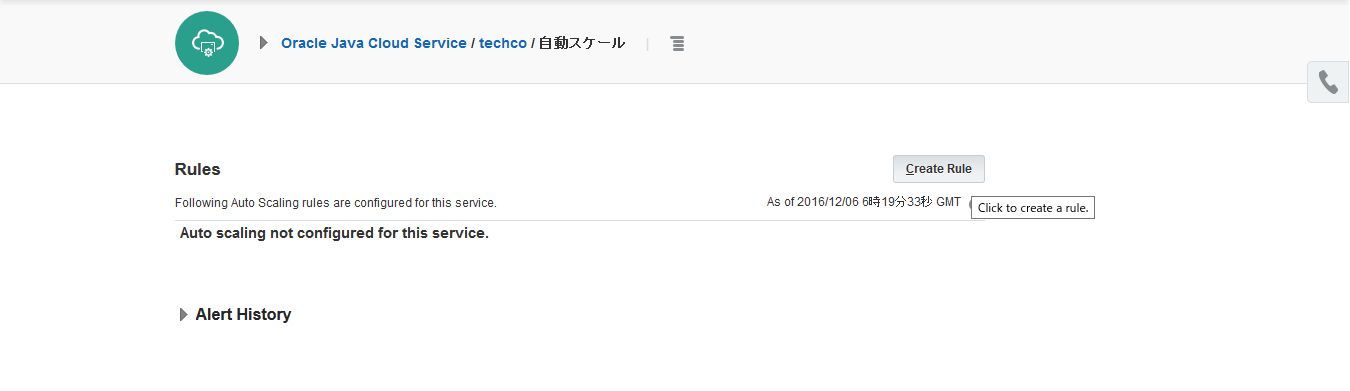 Oracle Java Cloud Service / techco / 自動スケール
Rules
Create Rule
Following Auto Scaling rules are configured for this service.
As of 2016/12/06 6時19分33秒 GMT
Click to create a rule.
Auto scaling not configured for this service.
Alert History